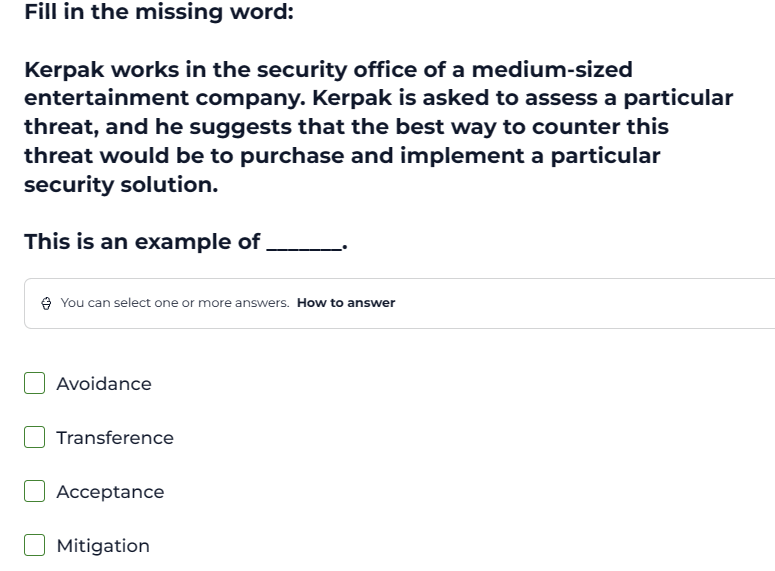 Fill in the missing word:
Kerpak works in the security office of a medium-sized
entertainment company. Kerpak is asked to assess a particular
threat, and he suggests that the best way to counter this
threat would be to purchase and implement a particular
security solution.
This is an example of _______.
You can select one or more answers. How to answer
Avoidance
Transference
Acceptance
Mitigation